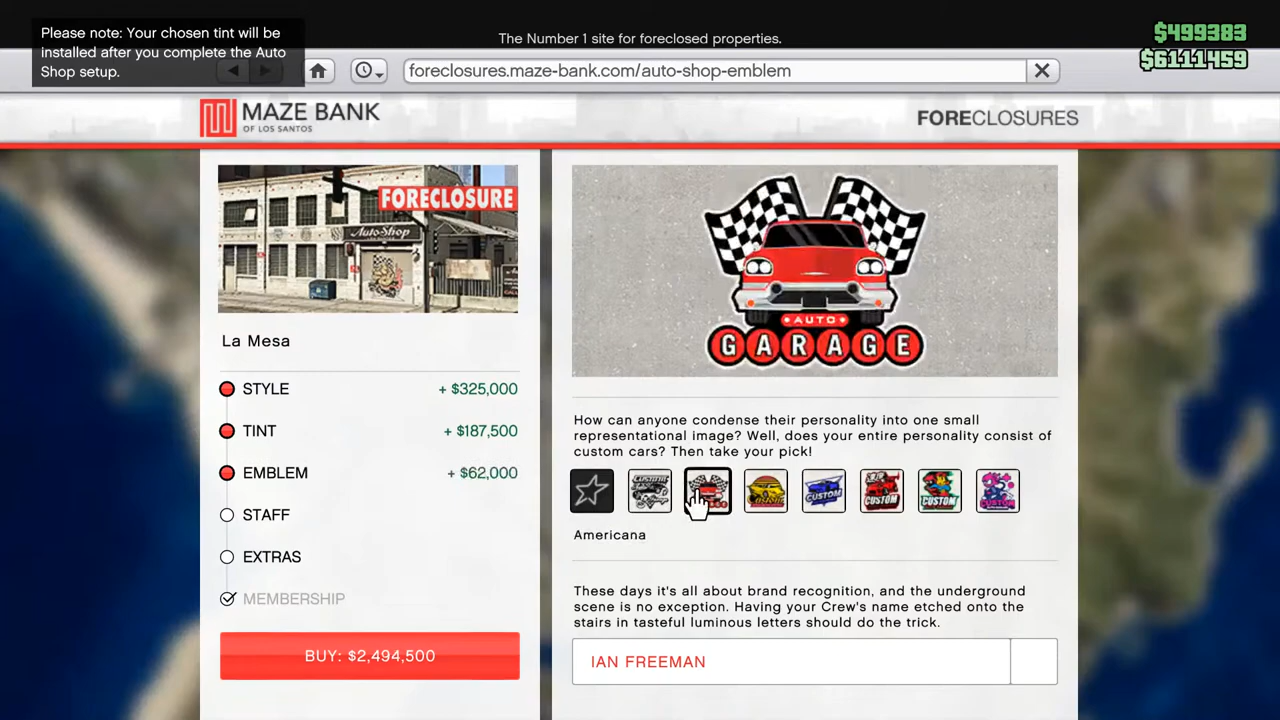 Please note: Your chosen tint will be
installed after you complete the Auto
Shop setup.
The Number 1 site for foreclosed properties.
$499383
$6111459
foreclosures.maze-bank.com/auto-shop-emblem
MAZE BANK
OF LOS SANTOS
FORECLOSURES
FORECLOSURE
Auto Shop
La Mesa
STYLE + $325,000
TINT + $187,500
EMBLEM + $62,000
STAFF
EXTRAS
MEMBERSHIP
BUY: $2,494,500
AUTO
GARAGE
How can anyone condense their personality into one small
representational image? Well, does your entire personality consist of
custom cars? Then take your pick!
CUSTOM
CUSTOM
CUSTOM
CUSTOM
Americana
These days it's all about brand recognition, and the underground
scene is no exception. Having your Crew's name etched onto the
stairs in tasteful luminous letters should do the trick.
IAN FREEMAN